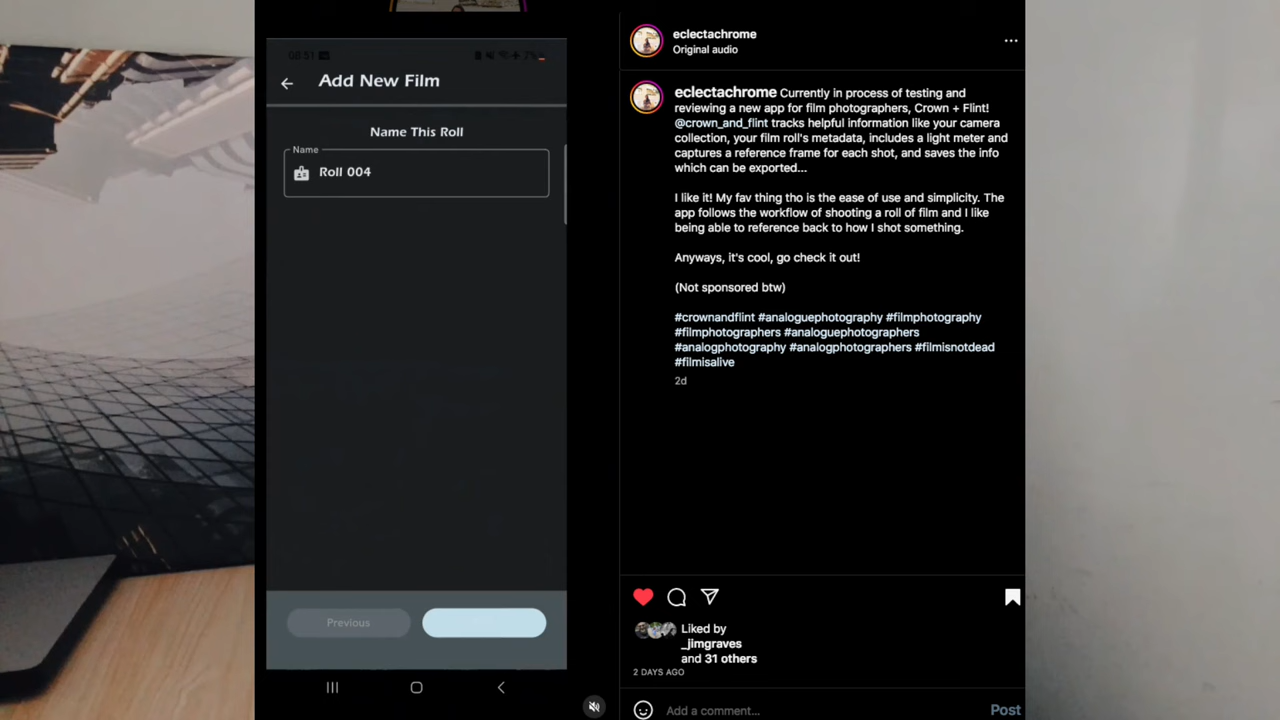 08:51
7%
Add New Film
Name This Roll
Name
Roll 004
Previous
eclectachrome
Original audio
eclectachrome Currently in process of testing and
reviewing a new app for film photographers, Crown + Flint!
@crown_and_flint tracks helpful information like your camera
collection, your film roll's metadata, includes a light meter and
captures a reference frame for each shot, and saves the info
which can be exported...
I like it! My fav thing tho is the ease of use and simplicity. The
app follows the workflow of shooting a roll of film and I like
being able to reference back to how I shot something.
Anyways, it's cool, go check it out!
(Not sponsored btw)
#crownandflint #analoguephotography #filmphotography
#filmphotographers #analoguephotographers
#analogphotography #analogphotographers #filmisnotdead
#filmisalive
2d
Liked by
_jimgraves
and 31 others
2 DAYS AGO
Add a comment...
Post